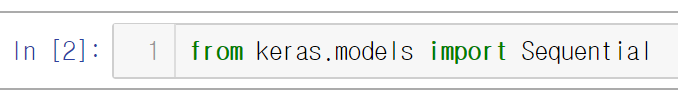 In [2]: 1 from keras.models import Sequential